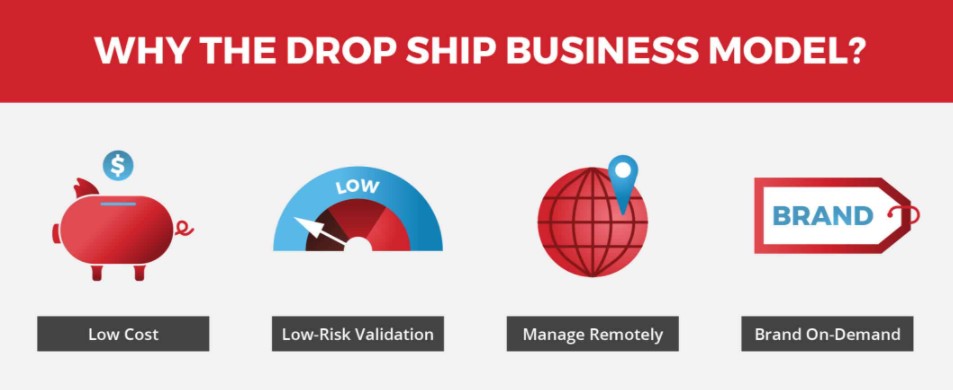 WHY THE DROP SHIP BUSINESS MODEL?
$
LOW
BRAND
Low Cost
Low-Risk Validation
Manage Remotely
Brand On-Demand